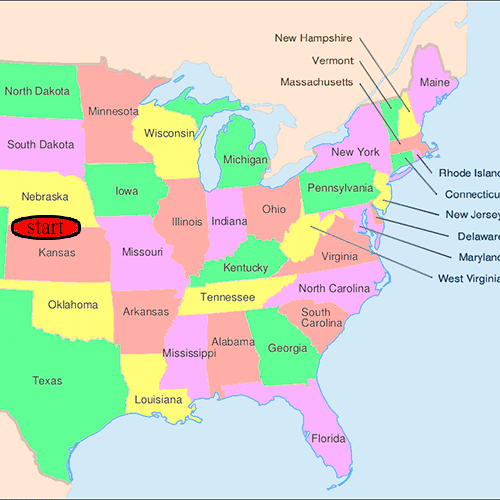 New Hampshire
Vermont
Massachusetts
Maine
North Dakota
Minnesota
South Dakota
Wisconsin
Michigan
New York
Rhode Island
Connecticu
New Jersey
Delaware
Maryland
West Virginia
Nebraska
Iowa
Pennsylvania
Illinois
Indiana
Ohio
start
Kansas
Missouri
Kentucky
Virginia
Oklahoma
Arkansas
Tennessee
North Carolina
South
Carolina
Mississippi
Alabama
Georgia
Texas
Louisiana
Florida